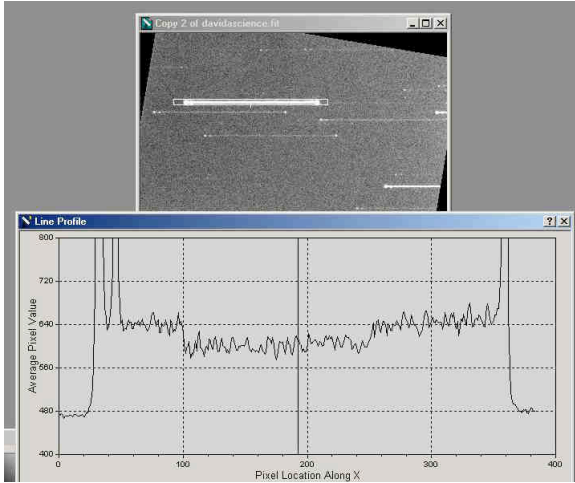 Copy 2 of davidascience.fit
Line Profile
800
720
640
560
480
400
Average Pixel Value
0
100
200
300
400
Pixel Location Along X